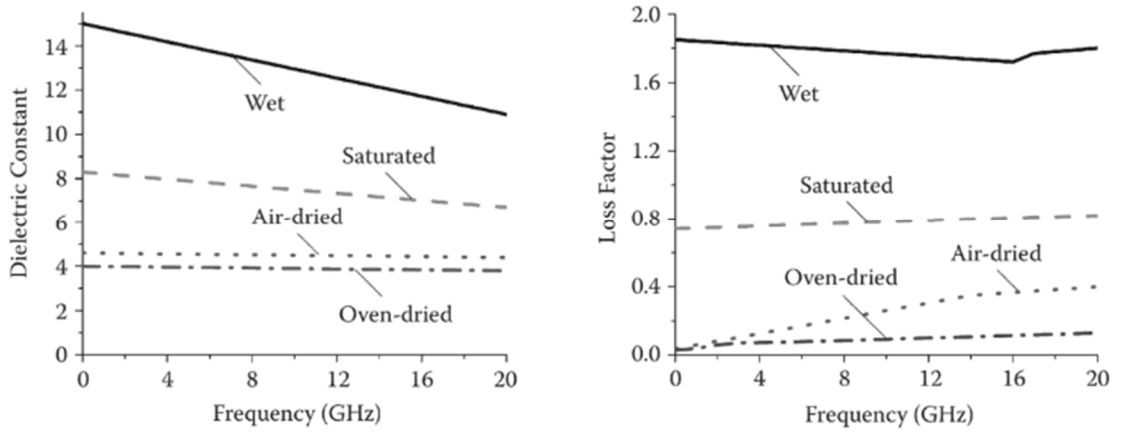 Dielectric Constant
14
12
10
8
6
4
2
0
Wet
Saturated
Air-dried
Oven-dried
0 4 8 12 16 20
Frequency (GHz)
Loss Factor
2.0
1.6
1.2
0.8
0.4
0.0
Wet
Saturated
Air-dried
Oven-dried
0 4 8 12 16 20
Frequency (GHz)